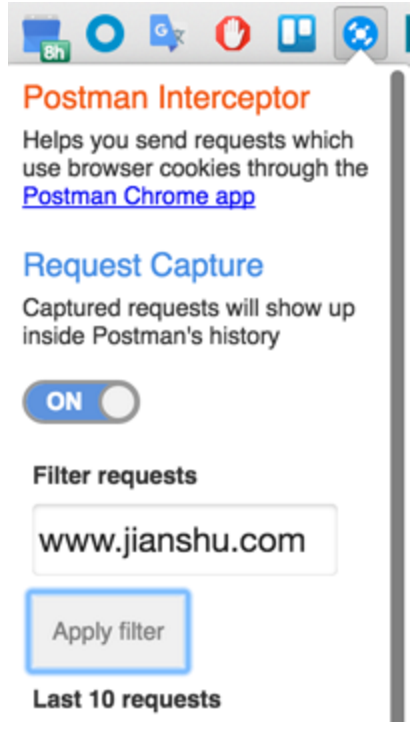 8h
G
Postman Interceptor
Helps you send requests which
use browser cookies through the
Postman Chrome app
Request Capture
Captured requests will show up
inside Postman's history
ON
Filter requests
www.jianshu.com
Apply filter
Last 10 requests